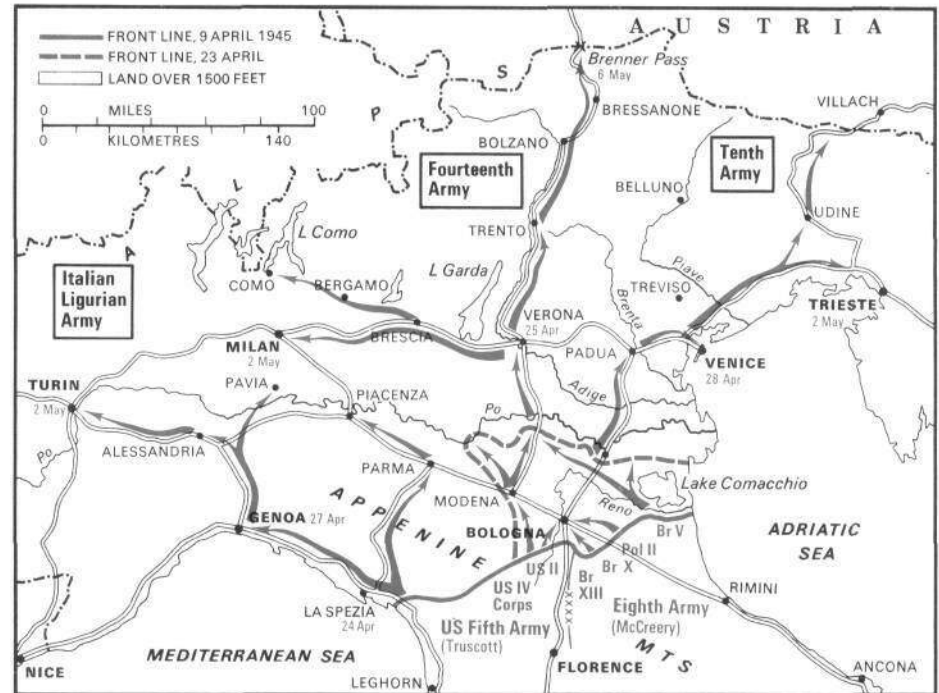 A U S T R I A
FRONT LINE, 9 APRIL 1945
FRONT LINE, 23 APRIL
LAND OVER 1500 FEET
0 MILES 100
0 KILOMETRES 140
A L P S
Brenner Pass
6 May
BRESSANONE
VILLACH
BOLZANO
Fourteenth
Army
Tenth
Army
BELLUNO
UDINE
TRENTO
L Como
Italian
Ligurian
Army
COMO
BERGAMO
L Garda
Piave
TREVISO
TRIESTE
2 May
Brenta
VERONA
25 Apr
BRESCIA
PADUA
VENICE
28 Apr
MILAN
2 May
TURIN
2 May
PAVIA
PIACENZA
Adige
Po
Po
ALESSANDRIA
PARMA
MODENA
Lake Comacchio
Reno
APPENINE
GENOA 27 Apr
BOLOGNA
Br V
Pol II
Br X
US II
US IV
Corps
Br
XIII
ADRIATIC
SEA
RIMINI
LA SPEZIA
24 Apr
US Fifth Army
(Truscott)
Eighth Army
(McCreery)
MTS
MEDITERRANEAN SEA
FLORENCE
NICE
LEGHORN
ANCONA